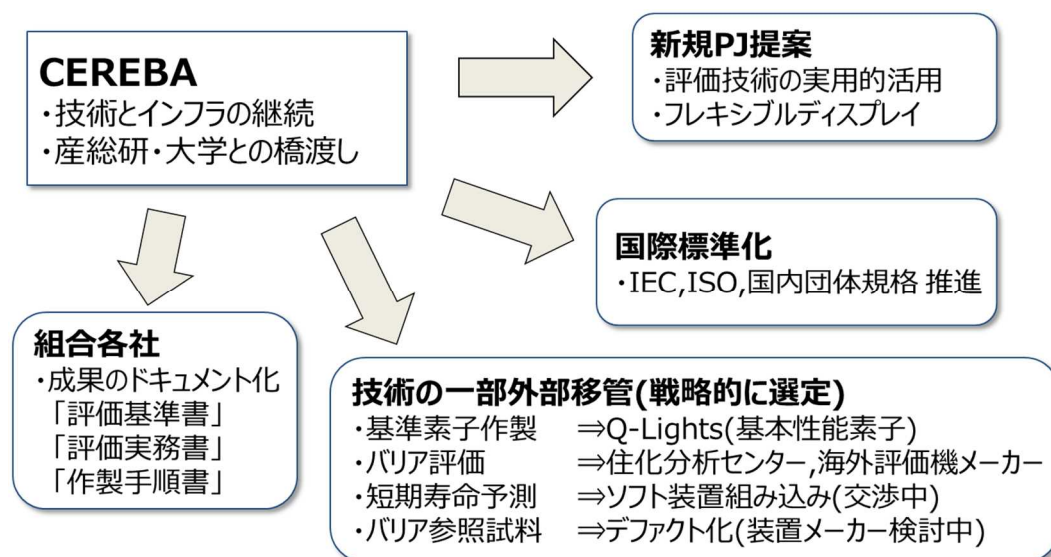 CEREBA
・技術とインフラの継続
・産総研・大学との橋渡し
新規PJ提案
・評価技術の実用的活用
・フレキシブルディスプレイ
国際標準化
・IEC,ISO,国内団体規格 推進
組合各社
・成果のドキュメント化
「評価基準書」
「評価実務書」
「作製手順書」
技術の一部外部移管(戦略的に選定)
・基準素子作製 ⇒Q-Lights(基本性能素子)
・バリア評価 ⇒住化分析センター,海外評価機メーカー
・短期寿命予測 ⇒ソフト装置組み込み(交渉中)
・バリア参照試料 ⇒デファクト化(装置メーカー検討中)